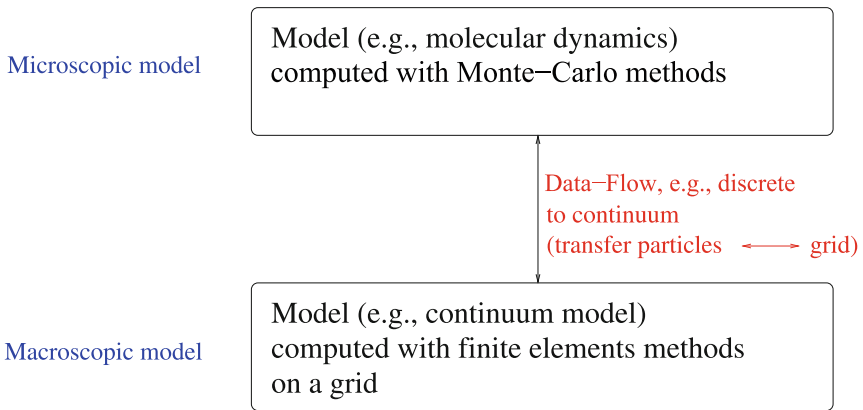 Microscopic model
Model (e.g., molecular dynamics)
computed with Monte−Carlo methods
Data−Flow, e.g., discrete
to continuum
(transfer particles ⟷ grid)
Macroscopic model
Model (e.g., continuum model)
computed with finite elements methods
on a grid